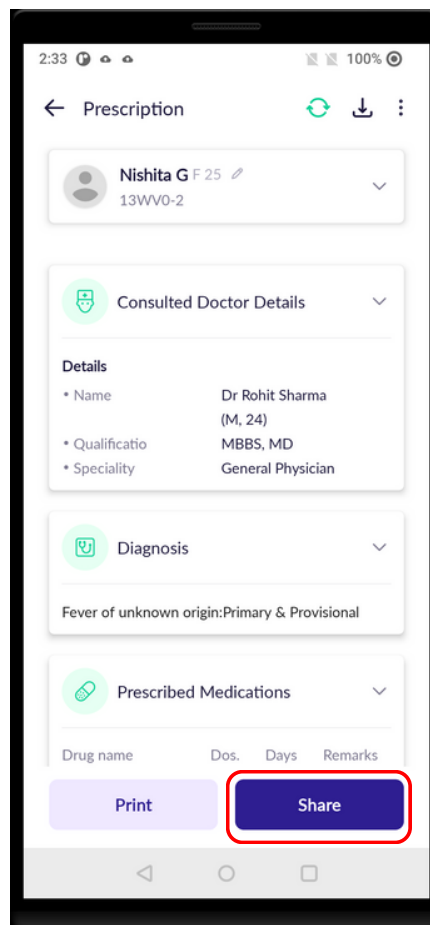 2:33 100%
Prescription
Nishita G F 25
13WV0-2
Consulted Doctor Details
Details
• Name Dr Rohit Sharma
(M, 24)
• Qualificatio MBBS, MD
• Speciality General Physician
Diagnosis
Fever of unknown origin:Primary & Provisional
Prescribed Medications
Drug name Dos. Days Remarks
Print Share